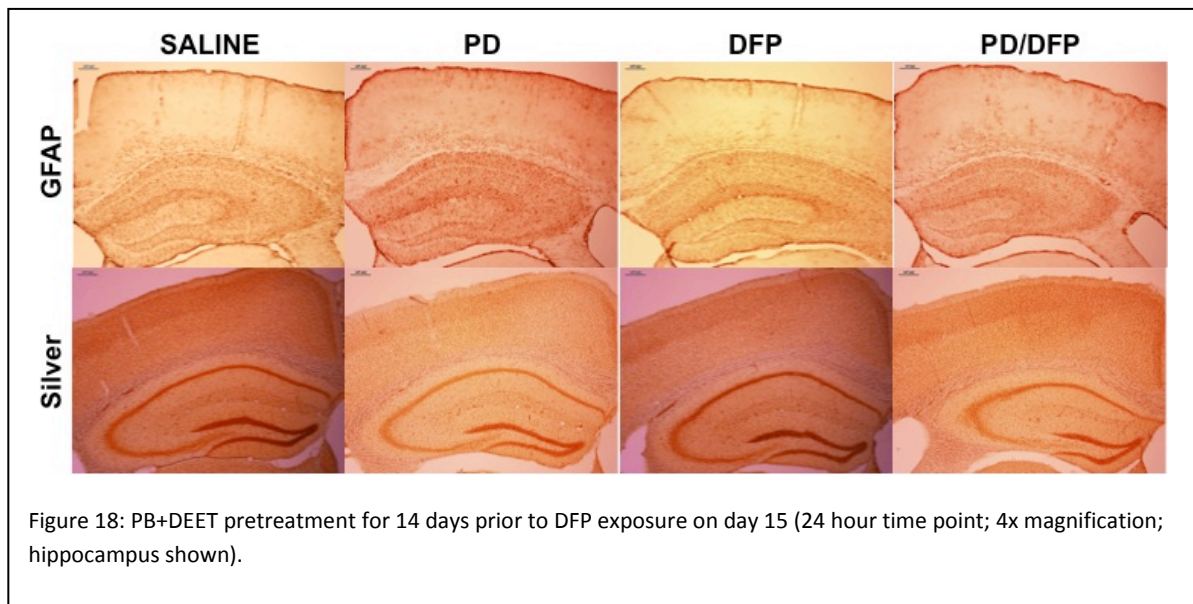 SALINE PD DFP PD/DFP
GFAP
Silver
Figure 18: PB+DEET pretreatment for 14 days prior to DFP exposure on day 15 (24 hour time point; 4x magnification;
hippocampus shown).